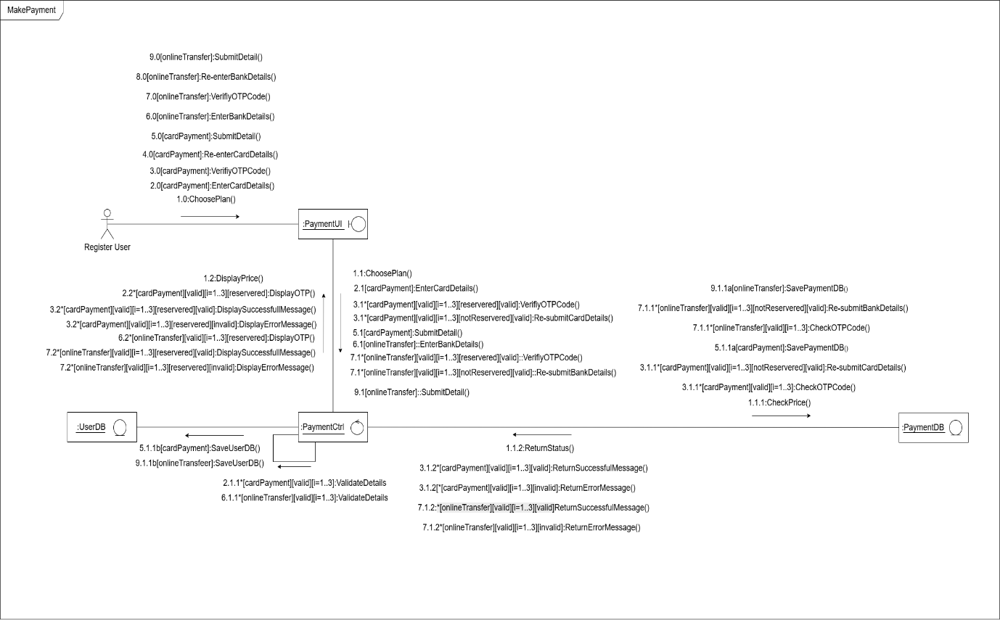 MakePayment
9.0[onlineTransfer]:SubmitDetail()
8.0[onlineTransfer]:Re-enterBankDetails()
7.0[onlineTransfer]:VerifiyOTPCode()
6.0[onlineTransfer]:EnterBankDetails()
5.0[cardPayment]:SubmitDetail()
4.0[cardPayment]:Re-enterCardDetails()
3.0[cardPayment]:VerifiyOTPCode()
2.0[cardPayment]:EnterCardDetails()
1.0:ChoosePlan()
Register User
:PaymentUI
1.2:DisplayPrice()
2.2*[cardPayment][valid][i=1..3][reservered]:DisplayOTP()
3.2*[cardPayment][valid][i=1..3][reservered][valid]:DisplaySuccessfulMessage()
3.2*[cardPayment][valid][i=1..3][reservered][invalid]:DisplayErrorMessage()
6.2*[onlineTransfer][valid][i=1..3][reservered]:DisplayOTP()
7.2*[onlineTransfer][valid][i=1..3][reservered][valid]:DisplaySuccessfullMessage()
7.2*[onlineTransfer][valid][i=1..3][reservered][invalid]:DisplayErrorMessage()
1.1:ChoosePlan()
2.1[cardPayment]:EnterCardDetails()
3.1*[cardPayment][valid][i=1..3][reservered][valid]:VerifiyOTPCode()
3.1*[cardPayment][valid][i=1..3][notReservered][valid]:Re-submitCardDetails()
5.1[cardPayment]:SubmitDetail()
6.1[onlineTransfer]::EnterBankDetails()
7.1*[onlineTransfer][valid][i=1..3][reservered][valid]::VerifiyOTPCode()
7.1*[onlineTransfer][valid][i=1..3][notReservered][valid]::Re-submitBankDetails()
9.1[onlineTransfer]::SubmitDetail()
9.1.1a[onlineTransfer]:SavePaymentDB()
7.1.1*[onlineTransfer][valid][i=1..3][notReservered][valid]:Re-submitBankDetails()
7.1.1*[onlineTransfer][valid][i=1..3]:CheckOTPCode()
5.1.1a[cardPayment]:SavePaymentDB()
3.1.1*[cardPayment][valid][i=1..3][notReservered][valid]:Re-submitCardDetails()
3.1.1*[cardPayment][valid][i=1..3]:CheckOTPCode()
1.1.1:CheckPrice()
:UserDB
:PaymentCtrl
:PaymentDB
5.1.1b[cardPayment]:SaveUserDB()
9.1.1b[onlineTransfeer]:SaveUserDB()
2.1.1*[cardPayment][valid][i=1..3]:ValidateDetails
6.1.1*[onlineTransfer][valid][i=1..3]:ValidateDetails
1.1.2:ReturnStatus()
3.1.2*[cardPayment][valid][i=1..3][valid]:ReturnSuccessfulMessage()
3.1.2[*[cardPayment][valid][i=1..3][invalid]:ReturnErrorMessage()
7.1.2:*[onlineTransfer][valid][i=1..3][valid]ReturnSuccessfulMessage()
7.1.2*[onlineTransfer][valid][i=1..3][invalid]:ReturnErrorMessage()